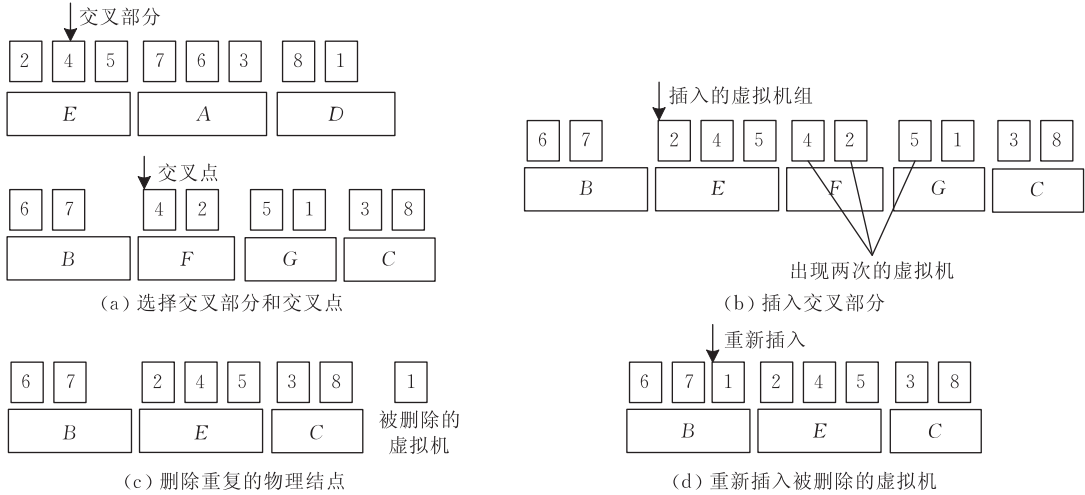 交叉部分
2 4 5 7 6 3 8 1
E A D
交叉点
6 7 4 2 5 1 3 8
B F G C
(a)选择交叉部分和交叉点
插入的虚拟机组
6 7 2 4 5 4 2 5 1 3 8
B E F G C
出现两次的虚拟机
(b)插入交叉部分
6 7 2 4 5 3 8 1
B E C
被删除的
虚拟机
(c)删除重复的物理结点
重新插入
6 7 1 2 4 5 3 8
B E C
(d)重新插入被删除的虚拟机